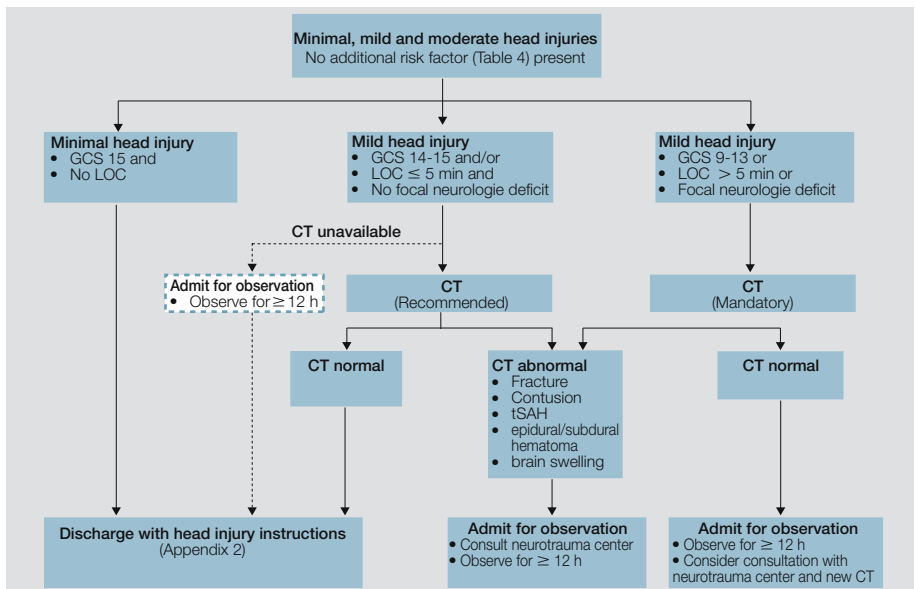 Minimal, mild and moderate head injuries
No additional risk factor (Table 4) present
Minimal head injury
• GCS 15 and
• No LOC
Mild head injury
• GCS 14-15 and/or
• LOC ≤ 5 min and
• No focal neurologie deficit
Mild head injury
• GCS 9-13 or
• LOC > 5 min or
• Focal neurologie deficit
CT unavailable
Admit for observation
• Observe for ≥ 12 h
CT
(Recommended)
CT
(Mandatory)
CT normal
CT abnormal
• Fracture
• Contusion
• tSAH
• epidural/subdural
hematoma
• brain swelling
CT normal
Discharge with head injury instructions
(Appendix 2)
Admit for observation
• Consult neurotrauma center
• Observe for ≥ 12 h
Admit for observation
• Observe for ≥ 12 h
• Consider consultation with
neurotrauma center and new CT